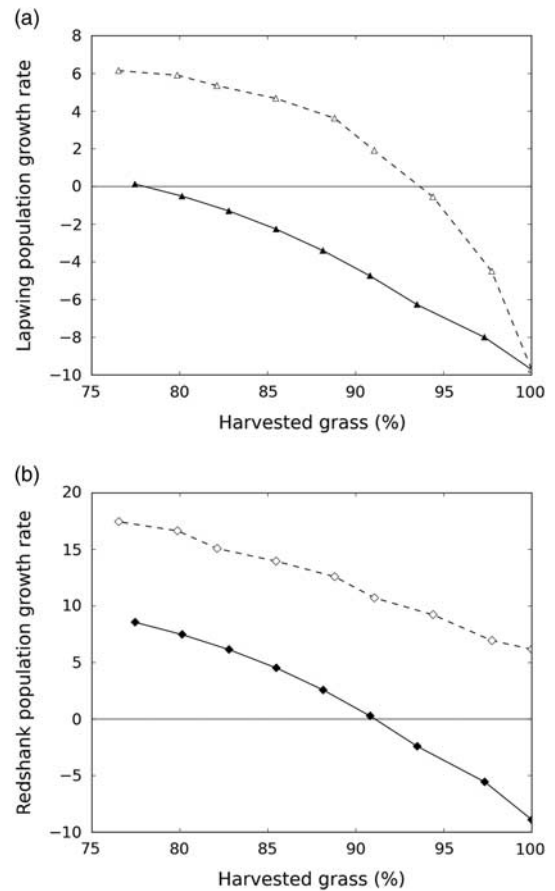 (a)
8
6
4
2
0
−2
−4
−6
−8
−10
Lapwing population growth rate
75 80 85 90 95 100
Harvested grass (%)
(b)
20
15
10
5
0
−5
−10
Redshank population growth rate
75 80 85 90 95 100
Harvested grass (%)